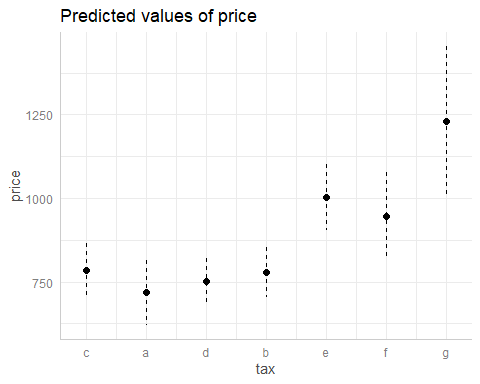 Predicted values of price
1250
1000
750
price
c a d b e f g
tax